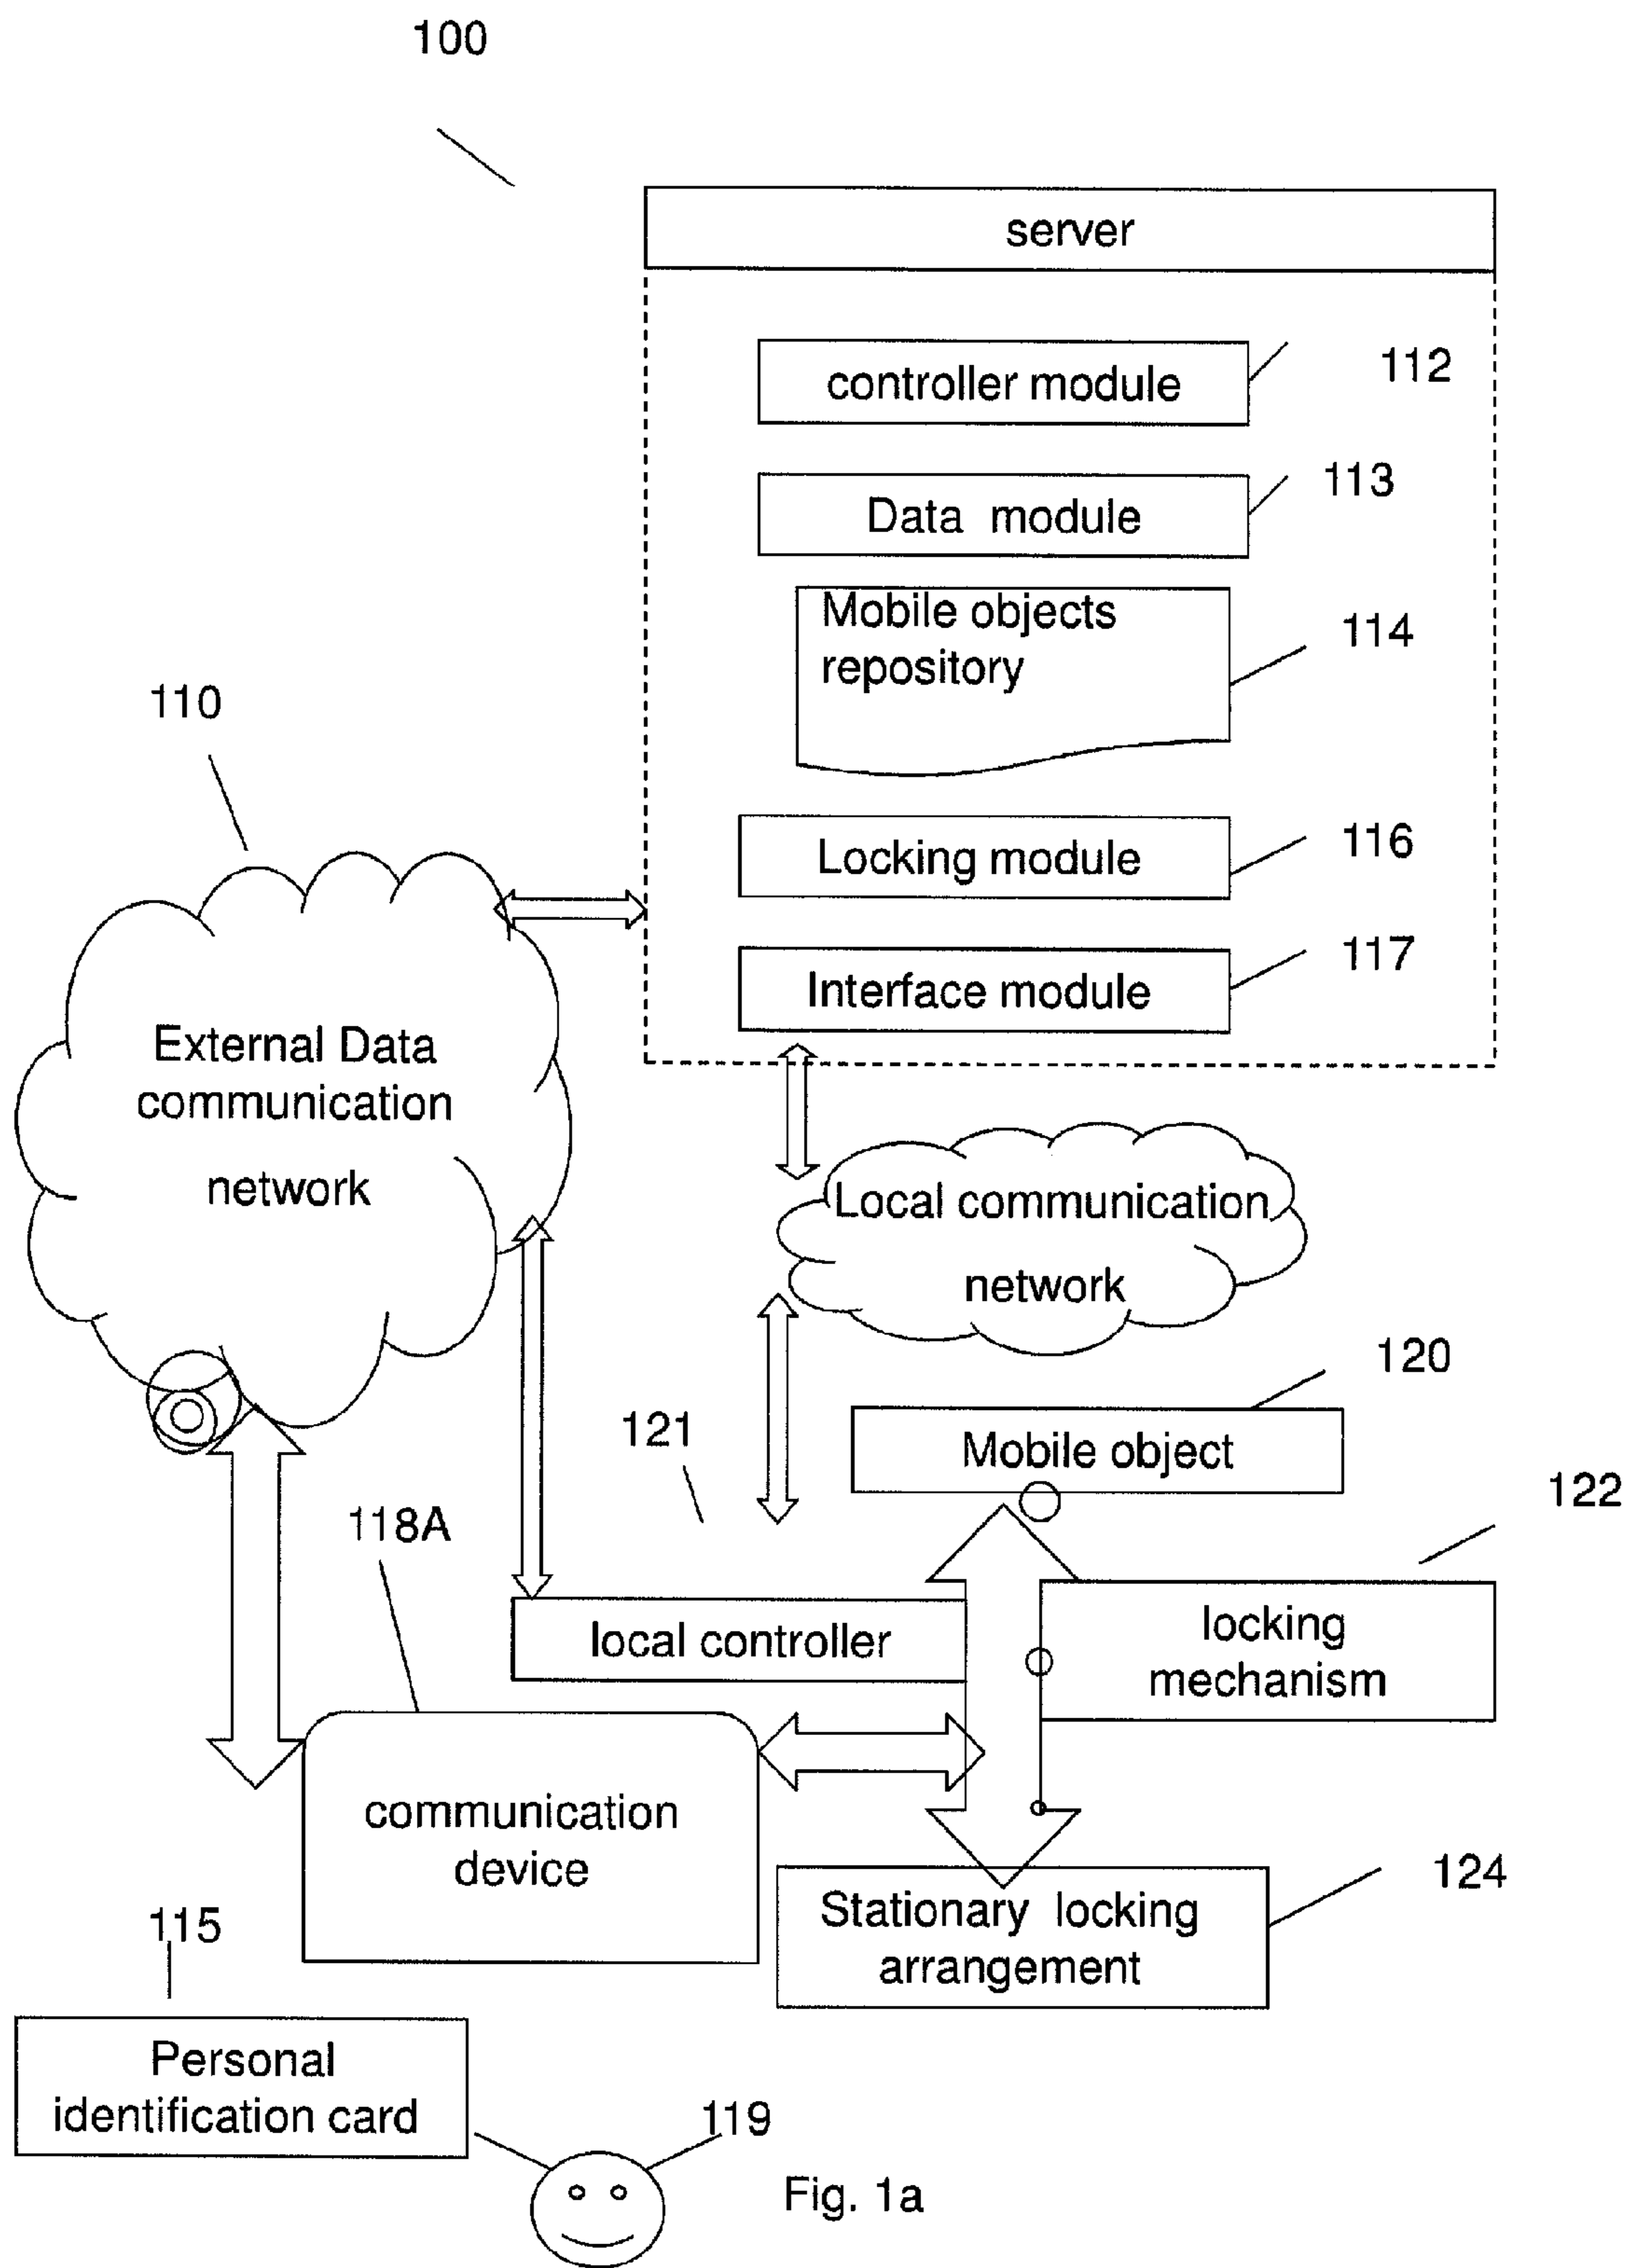 100
server
controller module
112
Data module
113
Mobile objects
repository
114
110
Locking module
116
Interface module
117
External Data
communication
network
Local communication
network
120
121
Mobile object
122
118A
local controller
locking
mechanism
communication
device
124
Stationary locking
arrangement
115
Personal
identification card
119
Fig. 1a